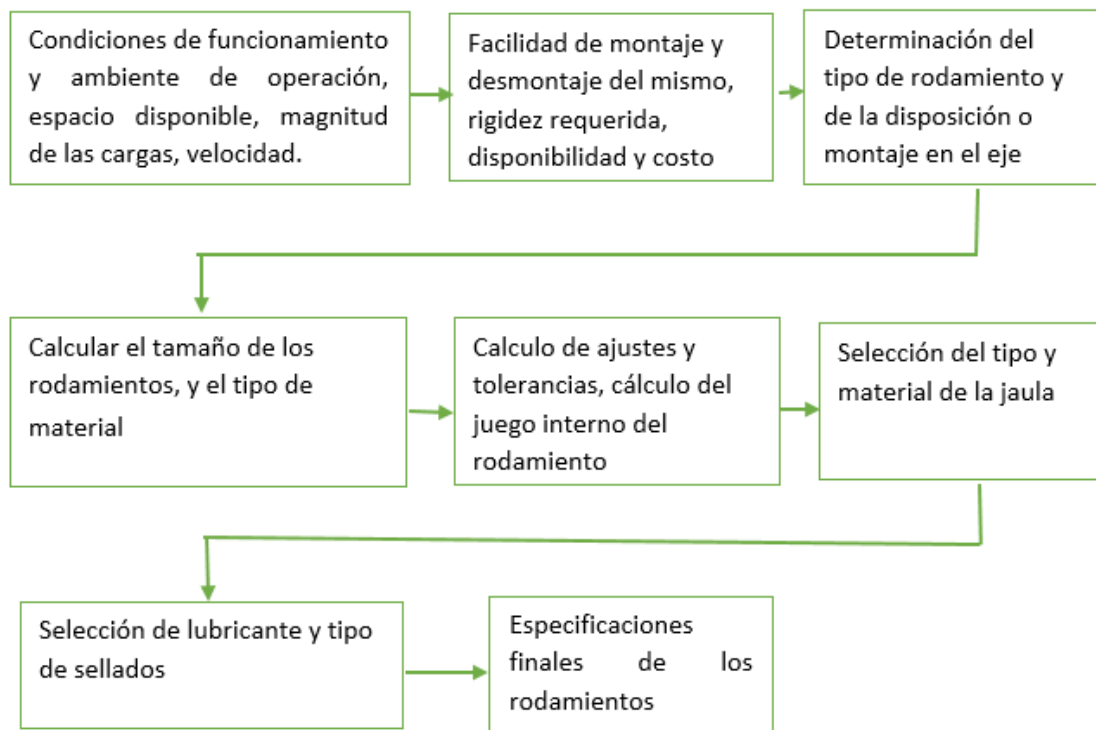 Condiciones de funcionamiento
y ambiente de operación,
espacio disponible, magnitud
de las cargas, velocidad.
Facilidad de montaje y
desmontaje del mismo,
rigidez requerida,
disponibilidad y costo
Determinación del
tipo de rodamiento y
de la disposición o
montaje en el eje
Calcular el tamaño de los
rodamientos, y el tipo de
material
Calculo de ajustes y
tolerancias, cálculo del
juego interno del
rodamiento
Selección del tipo y
material de la jaula
Selección de lubricante y tipo
de sellados
Especificaciones
finales de los
rodamientos